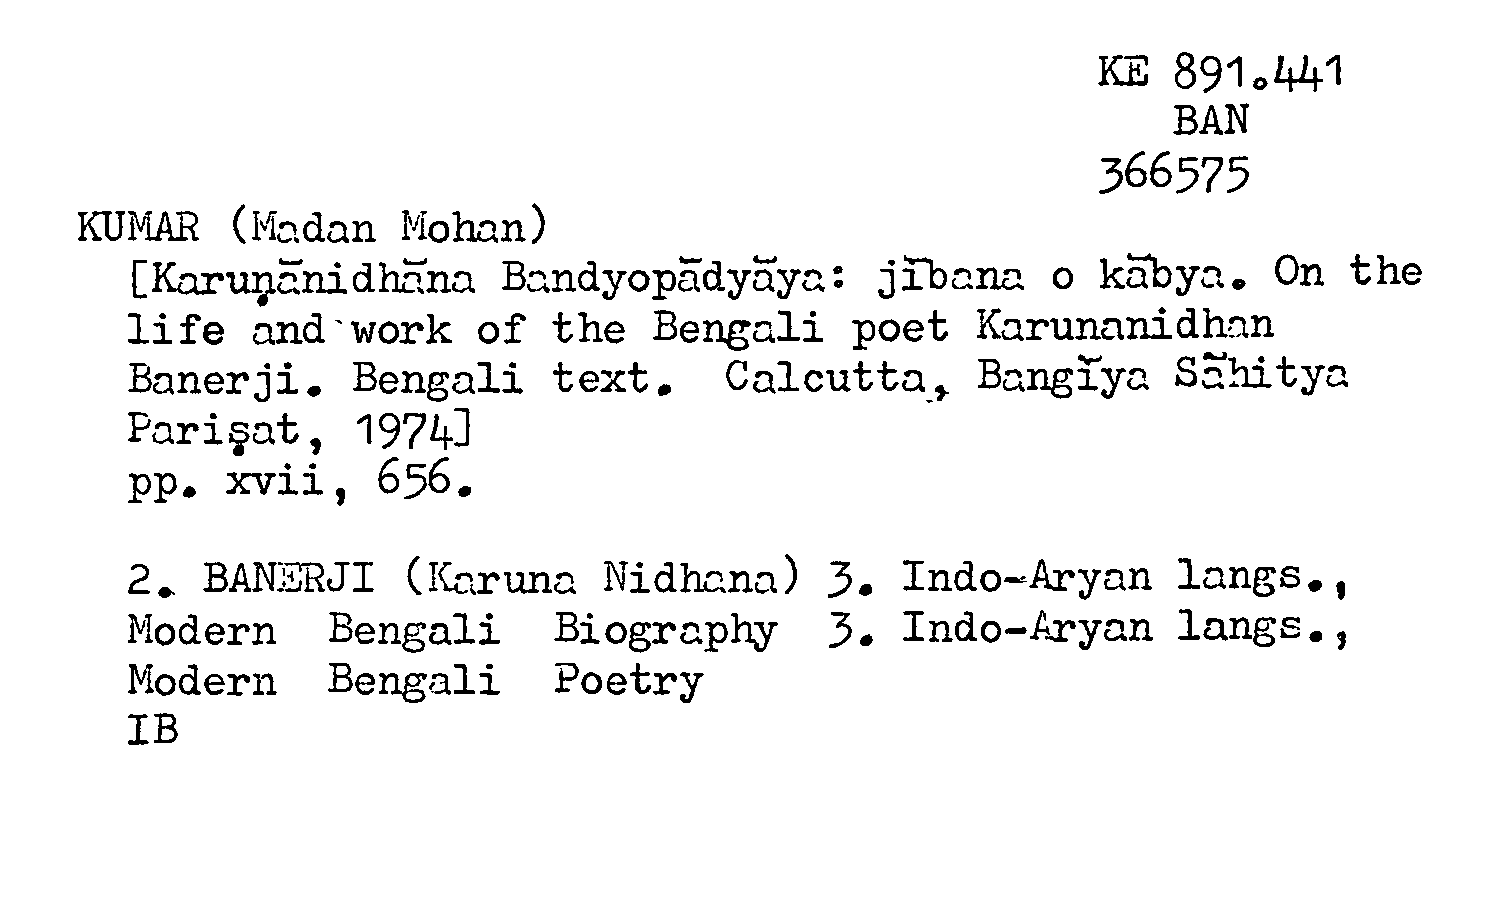 KE 891.441
BAN
366575
KUMAR (Madan Mohan)
[Karuṇānidhāna Bandyopādyāya: jībana o kābya. On the
life and work of the Bengali poet Karunanidhan
Banerji. Bengali text. Calcutta, Bangīya Sāhitya
Pariṣat, 1974]
pp. xvii, 656.
2. BANERJI (Karuna Nidhana) 3. Indo-Aryan langs.,
Modern Bengali Biography 3. Indo-Aryan langs.,
Modern Bengali Poetry
IB